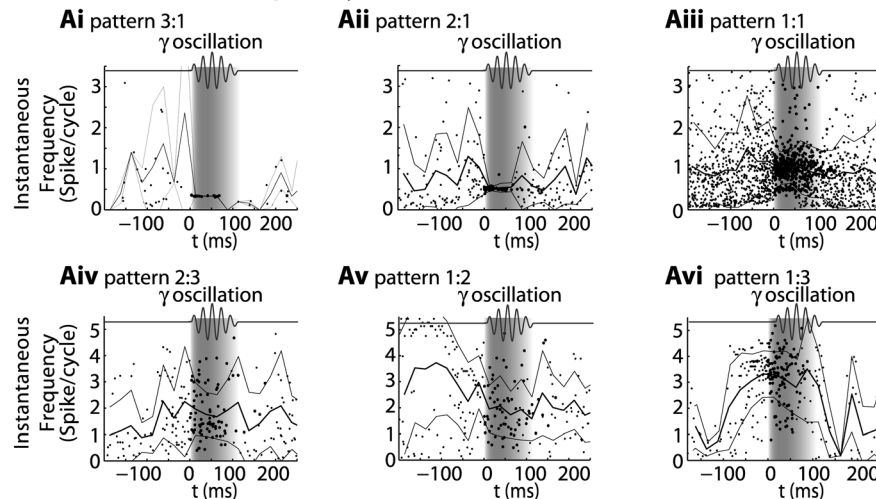 Ai pattern 3:1
γ oscillation
Instantaneous
Frequency
(Spike/cycle)
3
2
1
0
−100 0 100 200
t (ms)
Aii pattern 2:1
γ oscillation
3
2
1
0
−100 0 100 200
t (ms)
Aiii pattern 1:1
γ oscillation
3
2
1
0
−100 0 100 200
t (ms)
Aiv pattern 2:3
γ oscillation
Instantaneous
Frequency
(Spike/cycle)
5
4
3
2
1
0
−100 0 100 200
t (ms)
Av pattern 1:2
γ oscillation
5
4
3
2
1
0
−100 0 100 200
t (ms)
Avi pattern 1:3
γ oscillation
5
4
3
2
1
0
−100 0 100 200
t (ms)